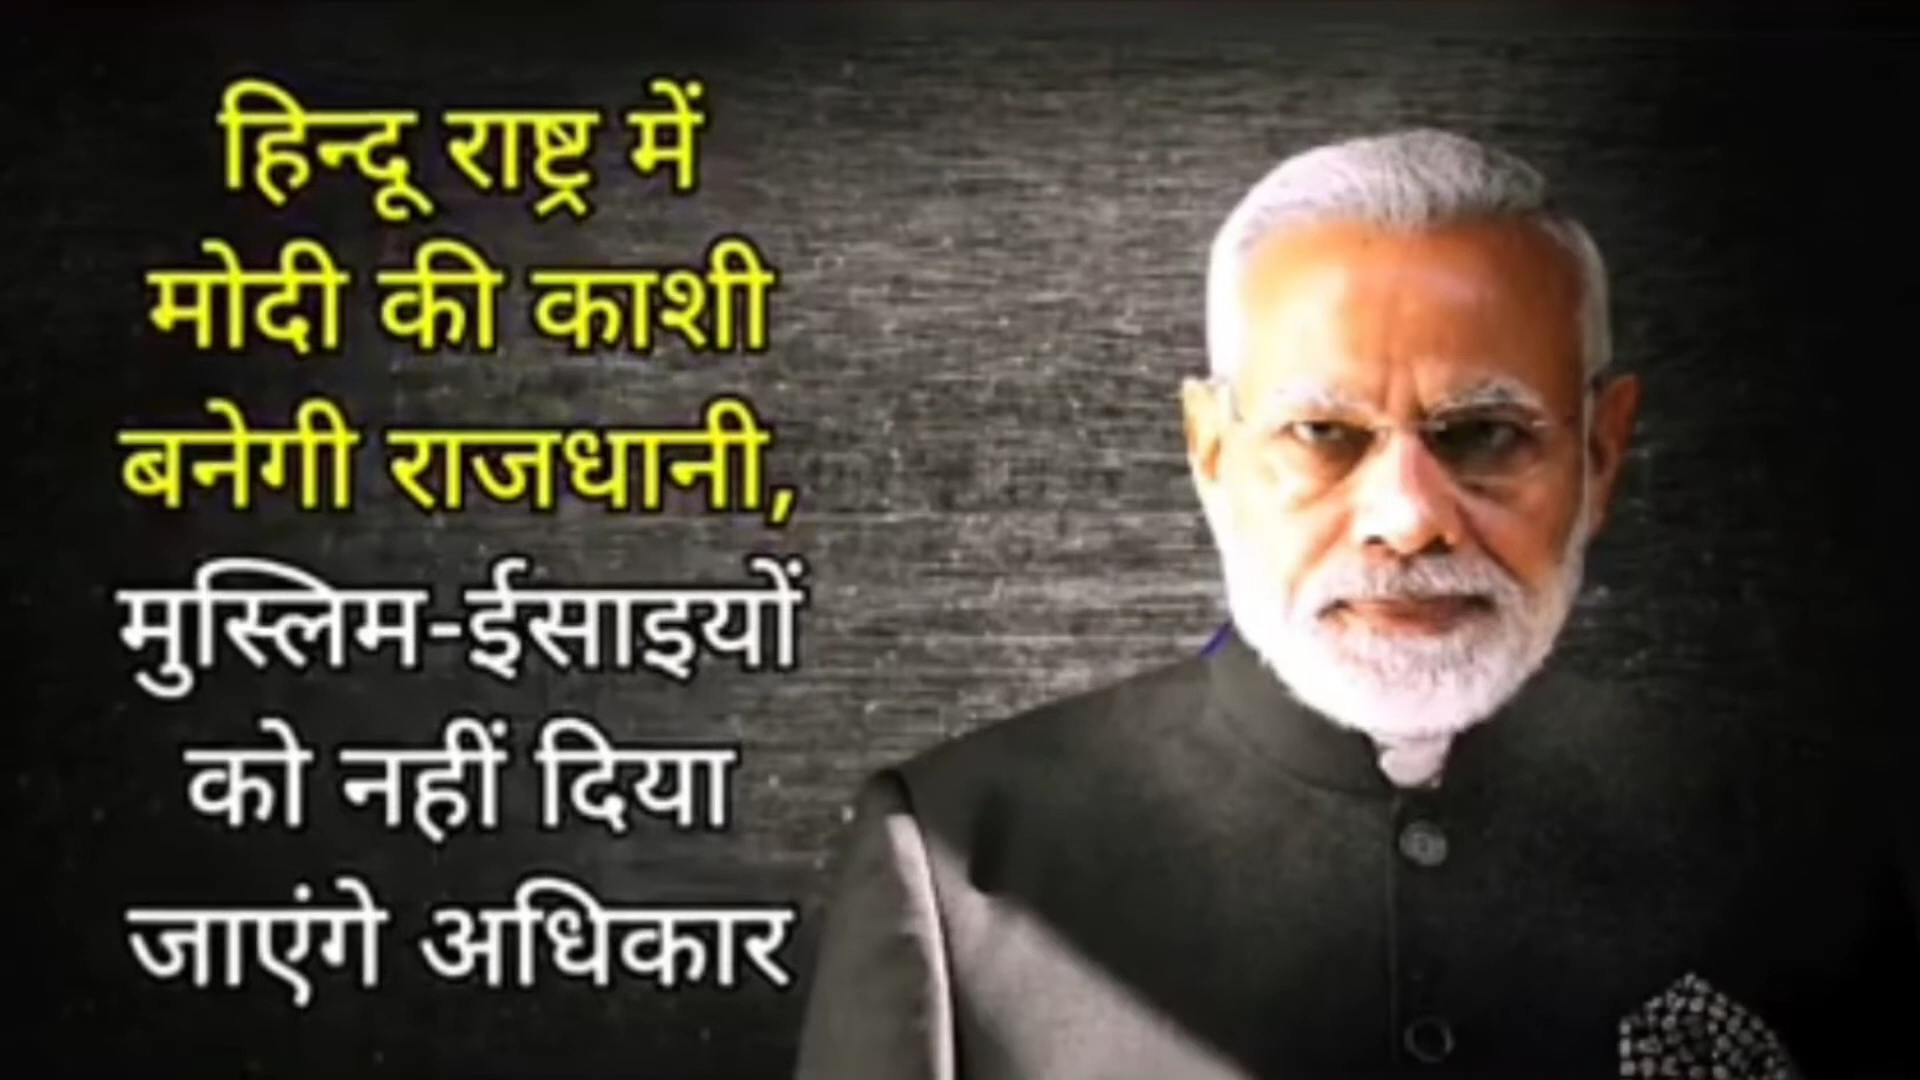 हिन्दू राष्ट्र में
मोदी की काशी
बनेगी राजधानी,
मुस्लिम-ईसाइयों
को नहीं दिया
जाएंगे अधिकार